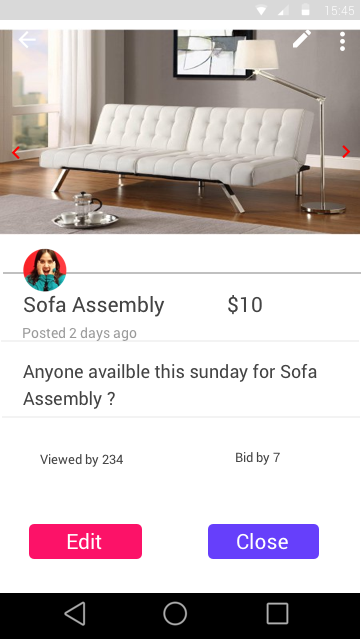 15:45
Sofa Assembly $10
Posted 2 days ago
Anyone availble this sunday for Sofa
Assembly ?
Viewed by 234 Bid by 7
Edit Close